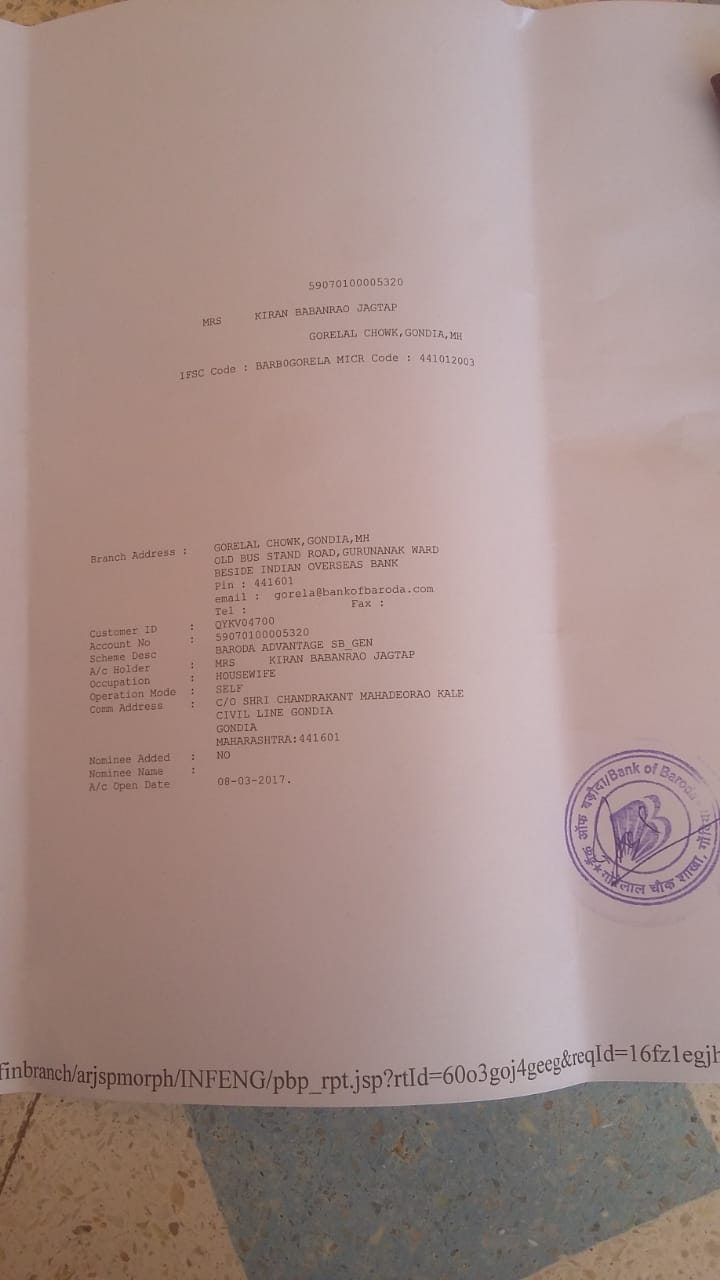 59070100005320
MRS KIRAN BABANRAO JAGTAP
GORELAL CHOWK,GONDIA,MH
IFSC Code : BARB0GORELA MICR Code : 441012003
Branch Address : GORELAL CHOWK,GONDIA,MH
OLD BUS STAND ROAD,GURUNANAK WARD
BESIDE INDIAN OVERSEAS BANK
Pin : 441601
email : gorela@bankofbaroda.com
Tel : Fax :
Customer ID : QYKV04700
Account No : 59070100005320
Scheme Desc BARODA ADVANTAGE SB_GEN
A/c Holder : MRS KIRAN BABANRAO JAGTAP
Occupation : HOUSEWIFE
Operation Mode : SELF
Comm Address : C/O SHRI CHANDRAKANT MAHADEORAO KALE
CIVIL LINE GONDIA
GONDIA
MAHARASHTRA:441601
Nominee Added : NO
Nominee Name :
A/c Open Date 08-03-2017.
बैंक ऑफ बड़ौदा/Bank of Baroda
गोरेलाल चौक शाखा, गोंदिया
finbranch/arjspmorph/INFENG/pbp_rpt.jsp?rtId=60o3goj4geeg&reqId=16fz1egjh